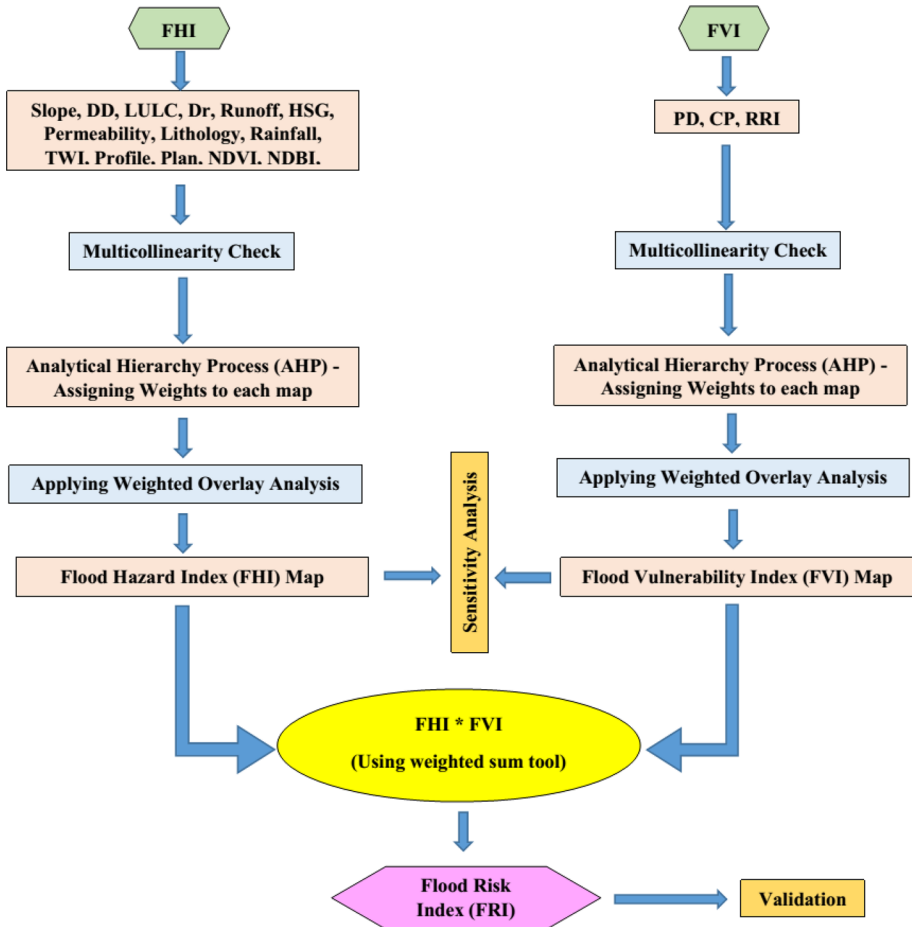 FHI
Slope, DD, LULC, Dr, Runoff, HSG,
Permeability, Lithology, Rainfall,
TWI, Profile, Plan, NDVI, NDBI,
Multicollinearity Check
Analytical Hierarchy Process (AHP) -
Assigning Weights to each map
Applying Weighted Overlay Analysis
Flood Hazard Index (FHI) Map
FVI
PD, CP, RRI
Multicollinearity Check
Analytical Hierarchy Process (AHP) -
Assigning Weights to each map
Applying Weighted Overlay Analysis
Flood Vulnerability Index (FVI) Map
Sensitivity Analysis
FHI * FVI
(Using weighted sum tool)
Flood Risk
Index (FRI)
Validation